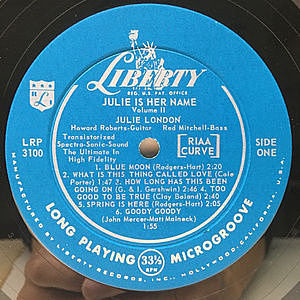 LIBERTY
REG. U.S. PAT. OFFICE
JULIE IS HER NAME
Volume II
JULIE LONDON
Howard Roberts-Guitar Red Mitchell-Bass
LRP
3100
Transistorized
Spectra-Sonic-Sound
The Ultimate In
High Fidelity
RIAA
CURVE
SIDE
ONE
1. BLUE MOON (Rodgers-Hart) 2:20
2. WHAT IS THIS THING CALLED LOVE (Cole
Porter) 1:47 3. HOW LONG HAS THIS BEEN
GOING ON (G. & I. Gershwin) 2:46 4. TOO
GOOD TO BE TRUE (Clay Boland) 2:00
5. SPRING IS HERE (Rodgers-Hart) 2:20
6. GOODY GOODY
(John Mercer-Matt Malneck)
1:55
LONG PLAYING 33⅓ RPM MICROGROOVE
MANUFACTURED BY LIBERTY RECORDS, INC., HOLLYWOOD, CALIFORNIA, U.S.A.